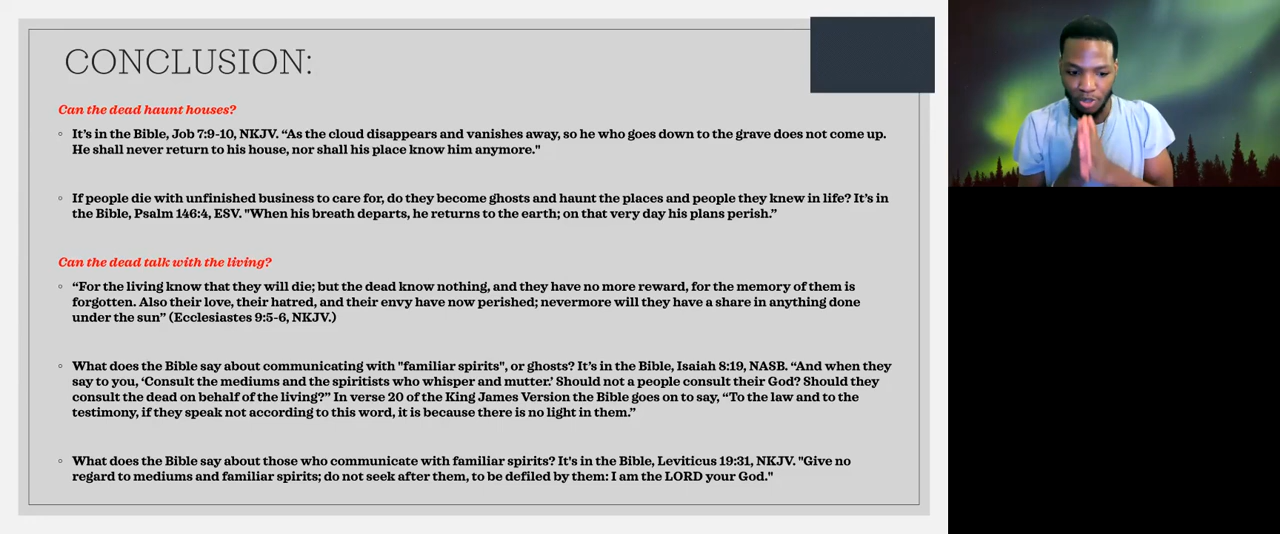 CONCLUSION:
Can the dead haunt houses?
It's in the Bible, Job 7:9-10, NKJV. “As the cloud disappears and vanishes away, so he who goes down to the grave does not come up.
He shall never return to his house, nor shall his place know him anymore."
If people die with unfinished business to care for, do they become ghosts and haunt the places and people they knew in life? It's in
the Bible, Psalm 146:4, ESV. "When his breath departs, he returns to the earth; on that very day his plans perish.”
Can the dead talk with the living?
“For the living know that they will die; but the dead know nothing, and they have no more reward, for the memory of them is
forgotten. Also their love, their hatred, and their envy have now perished; nevermore will they have a share in anything done
under the sun” (Ecclesiastes 9:5-6, NKJV.)
What does the Bible say about communicating with "familiar spirits", or ghosts? It's in the Bible, Isaiah 8:19, NASB. “And when they
say to you, ‘Consult the mediums and the spiritists who whisper and mutter.’ Should not a people consult their God? Should they
consult the dead on behalf of the living?” In verse 20 of the King James Version the Bible goes on to say, “To the law and to the
testimony, if they speak not according to this word, it is because there is no light in them.”
What does the Bible say about those who communicate with familiar spirits? It's in the Bible, Leviticus 19:31, NKJV. "Give no
regard to mediums and familiar spirits; do not seek after them, to be defiled by them: I am the LORD your God."